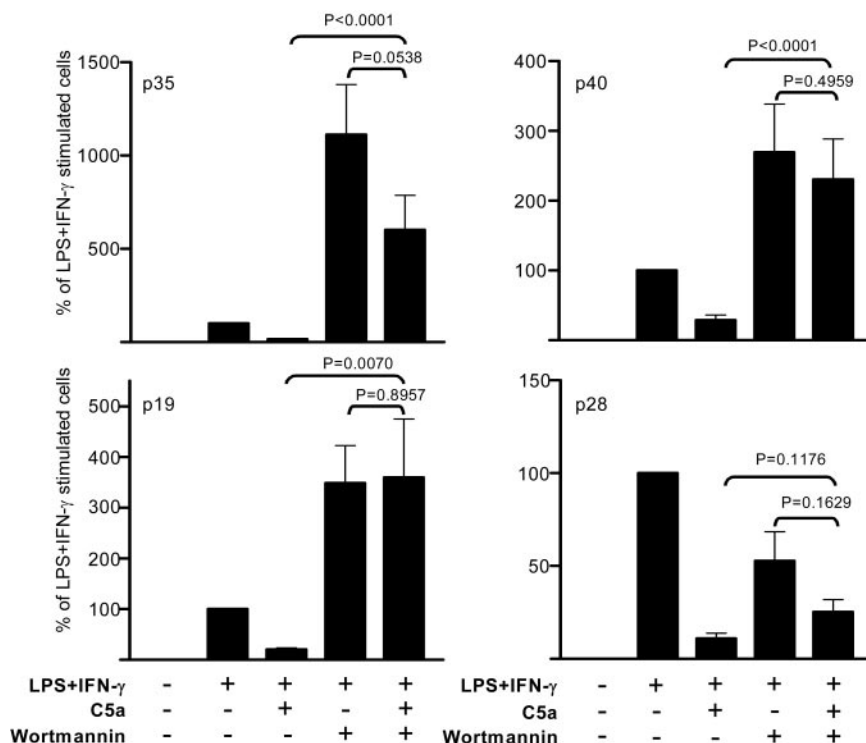 P<0.0001
P=0.0538
p35
1500
1000
500
% of LPS+IFN-γ stimulated cells
P<0.0001
P=0.4959
p40
400
300
200
100
P=0.0070
P=0.8957
p19
500
400
300
200
100
% of LPS+IFN-γ stimulated cells
P=0.1176
P=0.1629
p28
150
100
50
LPS+IFN-γ - + + + +
C5a - - + - +
Wortmannin - - - + +
LPS+IFN-γ - + + + +
C5a - - + - +
Wortmannin - - - + +